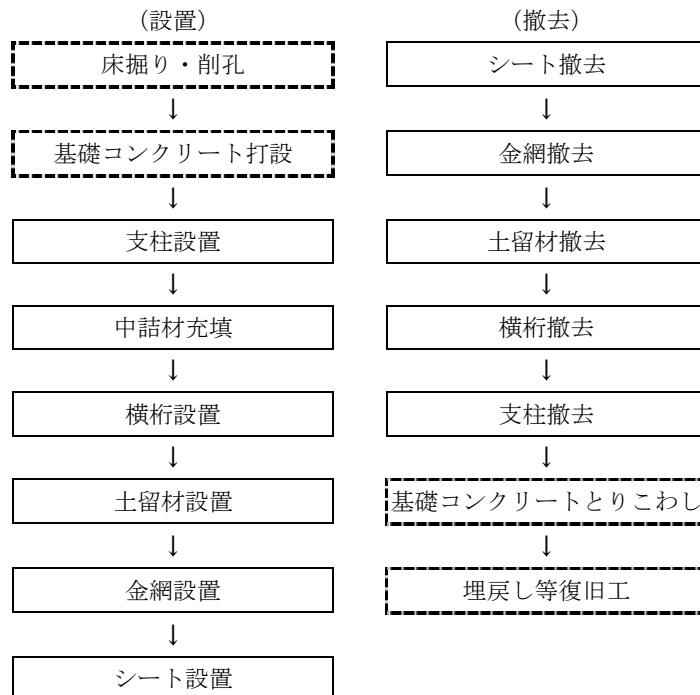 (設置)
床掘り・削孔
↓
基礎コンクリート打設
↓
支柱設置
↓
中詰材充填
↓
横桁設置
↓
土留材設置
↓
金網設置
↓
シート設置
(撤去)
シート撤去
↓
金網撤去
↓
土留材撤去
↓
横桁撤去
↓
支柱撤去
↓
基礎コンクリートとりこわし
↓
埋戻し等復旧工